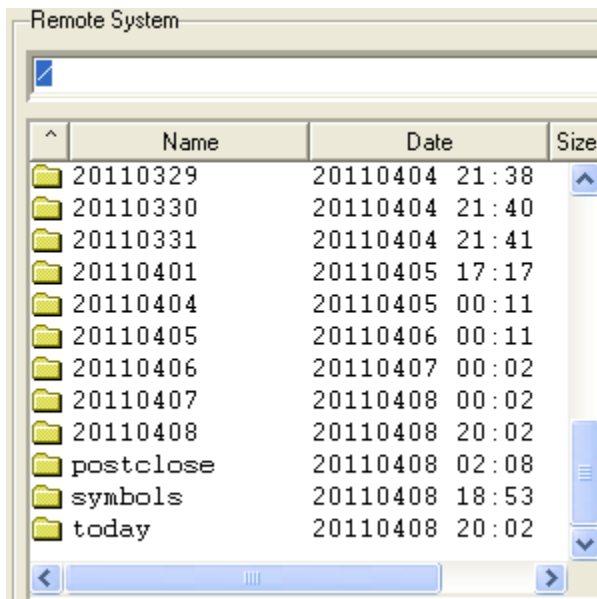 Remote System
/
^ Name Date Size
20110329 20110404 21:38
20110330 20110404 21:40
20110331 20110404 21:41
20110401 20110405 17:17
20110404 20110405 00:11
20110405 20110406 00:11
20110406 20110407 00:02
20110407 20110408 00:02
20110408 20110408 20:02
postclose 20110408 02:08
symbols 20110408 18:53
today 20110408 20:02